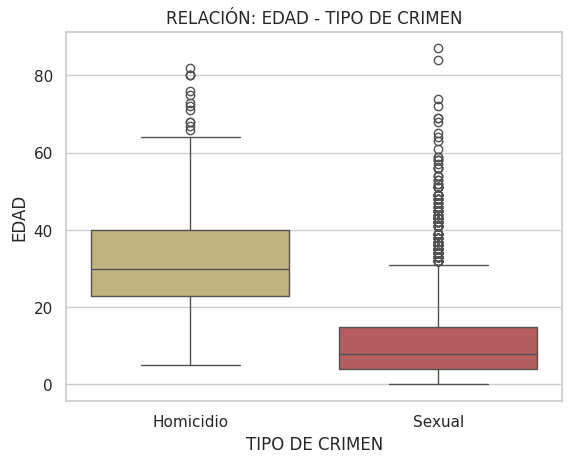 RELACIÓN: EDAD - TIPO DE CRIMEN
80
60
40
20
0
EDAD
Homicidio
Sexual
TIPO DE CRIMEN